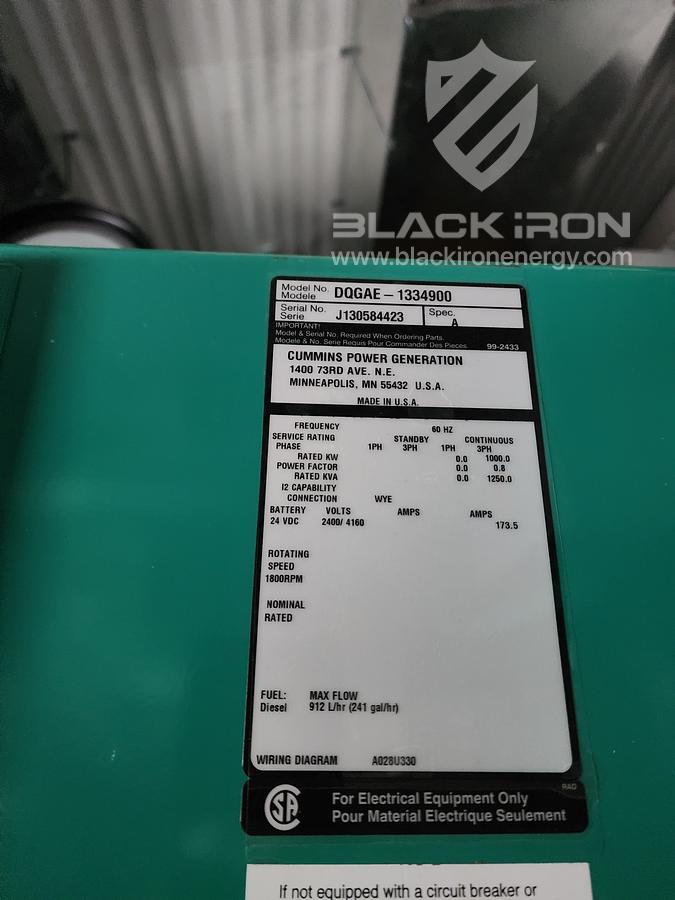 BLACK iRON
www.blackironenergy.com
Model No. DQGAE - 1334900
Modele
Serial No. J130584423 Spec. A
Serie
IMPORTANT!
Model & Serial No. Required When Ordering Parts.
Modele & No. Serie Requis Pour Commander Des Pieces 99-2433
CUMMINS POWER GENERATION
1400 73RD AVE. N.E.
MINNEAPOLIS, MN 55432 U.S.A.
MADE IN U.S.A.
FREQUENCY 60 HZ
SERVICE RATING STANDBY CONTINUOUS
PHASE 1PH 3PH 1PH 3PH
RATED KW 0.0 1000.0
POWER FACTOR 0.0 0.8
RATED KVA 0.0 1250.0
I2 CAPABILITY
CONNECTION WYE
BATTERY VOLTS AMPS AMPS
24 VDC 2400/ 4160 173.5
ROTATING
SPEED
1800RPM
NOMINAL
RATED
FUEL: MAX FLOW
Diesel 912 L/hr (241 gal/hr)
WIRING DIAGRAM A028U330
RAD
SA For Electrical Equipment Only
Pour Material Electrique Seulement
If not equipped with a circuit breaker or